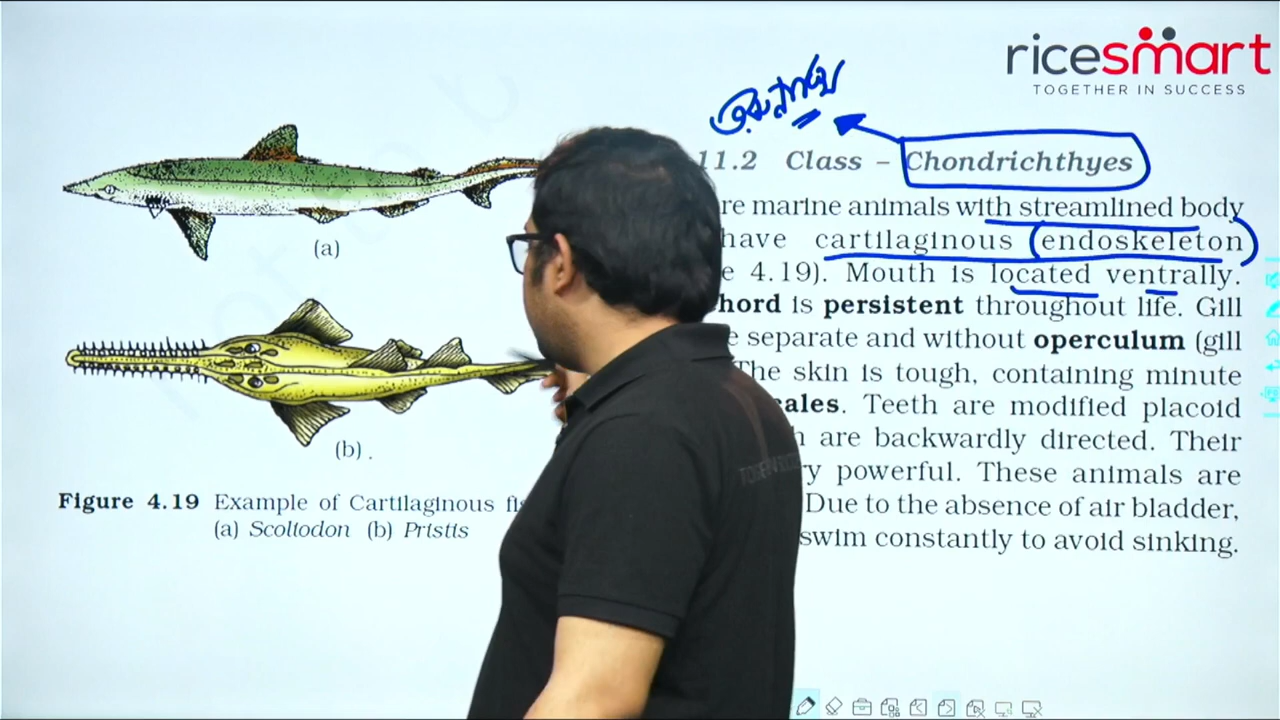 ricesmart
TOGETHER IN SUCCESS
11.2 Class – Chondrichthyes
re marine animals with streamlined body
have cartilaginous (endoskeleton)
e 4.19). Mouth is located ventrally.
hord is persistent throughout life. Gill
e separate and without operculum (gill
The skin is tough, containing minute
cales. Teeth are modified placoid
h are backwardly directed. Their
ry powerful. These animals are
Due to the absence of air bladder,
swim constantly to avoid sinking.
(a)
(b).
Figure 4.19 Example of Cartilaginous fis
(a) Scoliodon (b) Pristis